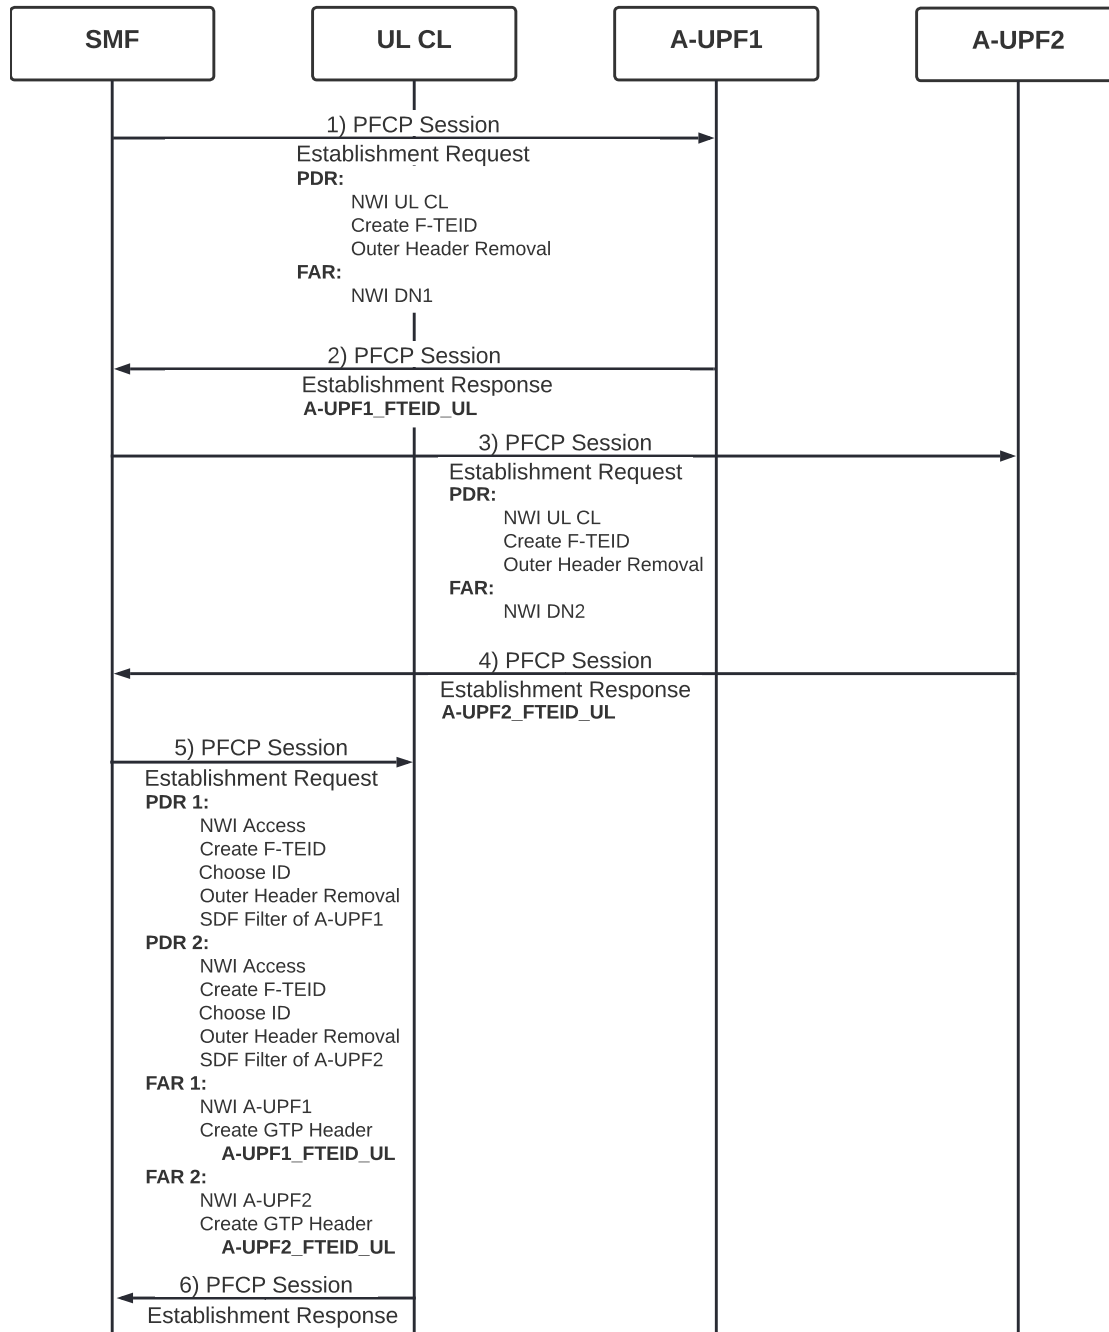 SMF
UL CL
A-UPF1
A-UPF2
1) PFCP Session
Establishment Request
PDR:
NWI UL CL
Create F-TEID
Outer Header Removal
FAR:
NWI DN1
2) PFCP Session
Establishment Response
A-UPF1_FTEID_UL
3) PFCP Session
Establishment Request
PDR:
NWI UL CL
Create F-TEID
Outer Header Removal
FAR:
NWI DN2
4) PFCP Session
Establishment Response
A-UPF2_FTEID_UL
5) PFCP Session
Establishment Request
PDR 1:
NWI Access
Create F-TEID
Choose ID
Outer Header Removal
SDF Filter of A-UPF1
PDR 2:
NWI Access
Create F-TEID
Choose ID
Outer Header Removal
SDF Filter of A-UPF2
FAR 1:
NWI A-UPF1
Create GTP Header
A-UPF1_FTEID_UL
FAR 2:
NWI A-UPF2
Create GTP Header
A-UPF2_FTEID_UL
6) PFCP Session
Establishment Response